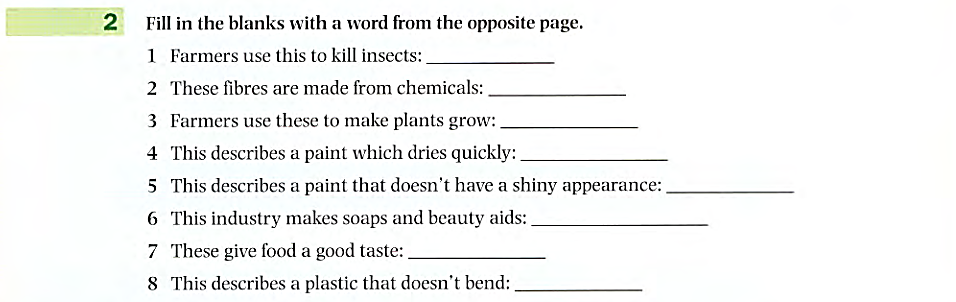 2 Fill in the blanks with a word from the opposite page.
1 Farmers use this to kill insects: ____________
2 These fibres are made from chemicals: ____________
3 Farmers use these to make plants grow: ____________
4 This describes a paint which dries quickly: ____________
5 This describes a paint that doesn't have a shiny appearance: ____________
6 This industry makes soaps and beauty aids: ____________
7 These give food a good taste: ____________
8 This describes a plastic that doesn't bend: ____________